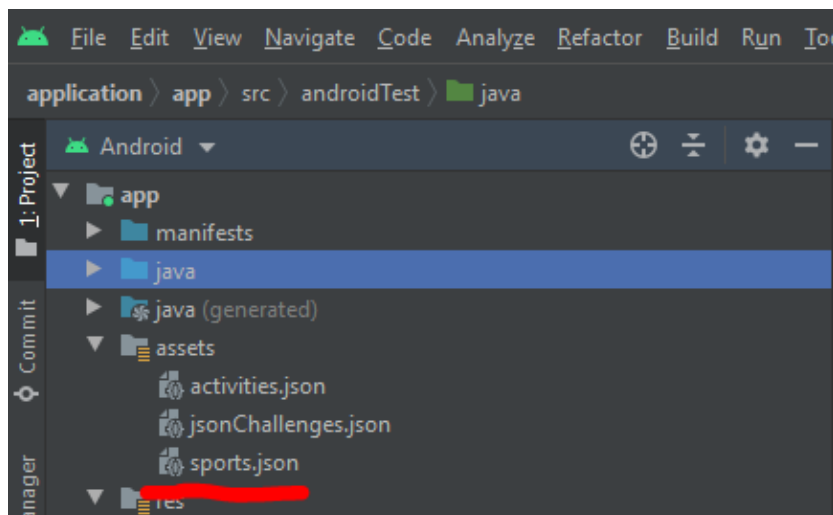 File Edit View Navigate Code Analyze Refactor Build Run
application app src androidTest java
Android
1: Project
app
manifests
java
java (generated)
Commit
assets
activities.json
jsonChallenges.json
sports.json
res